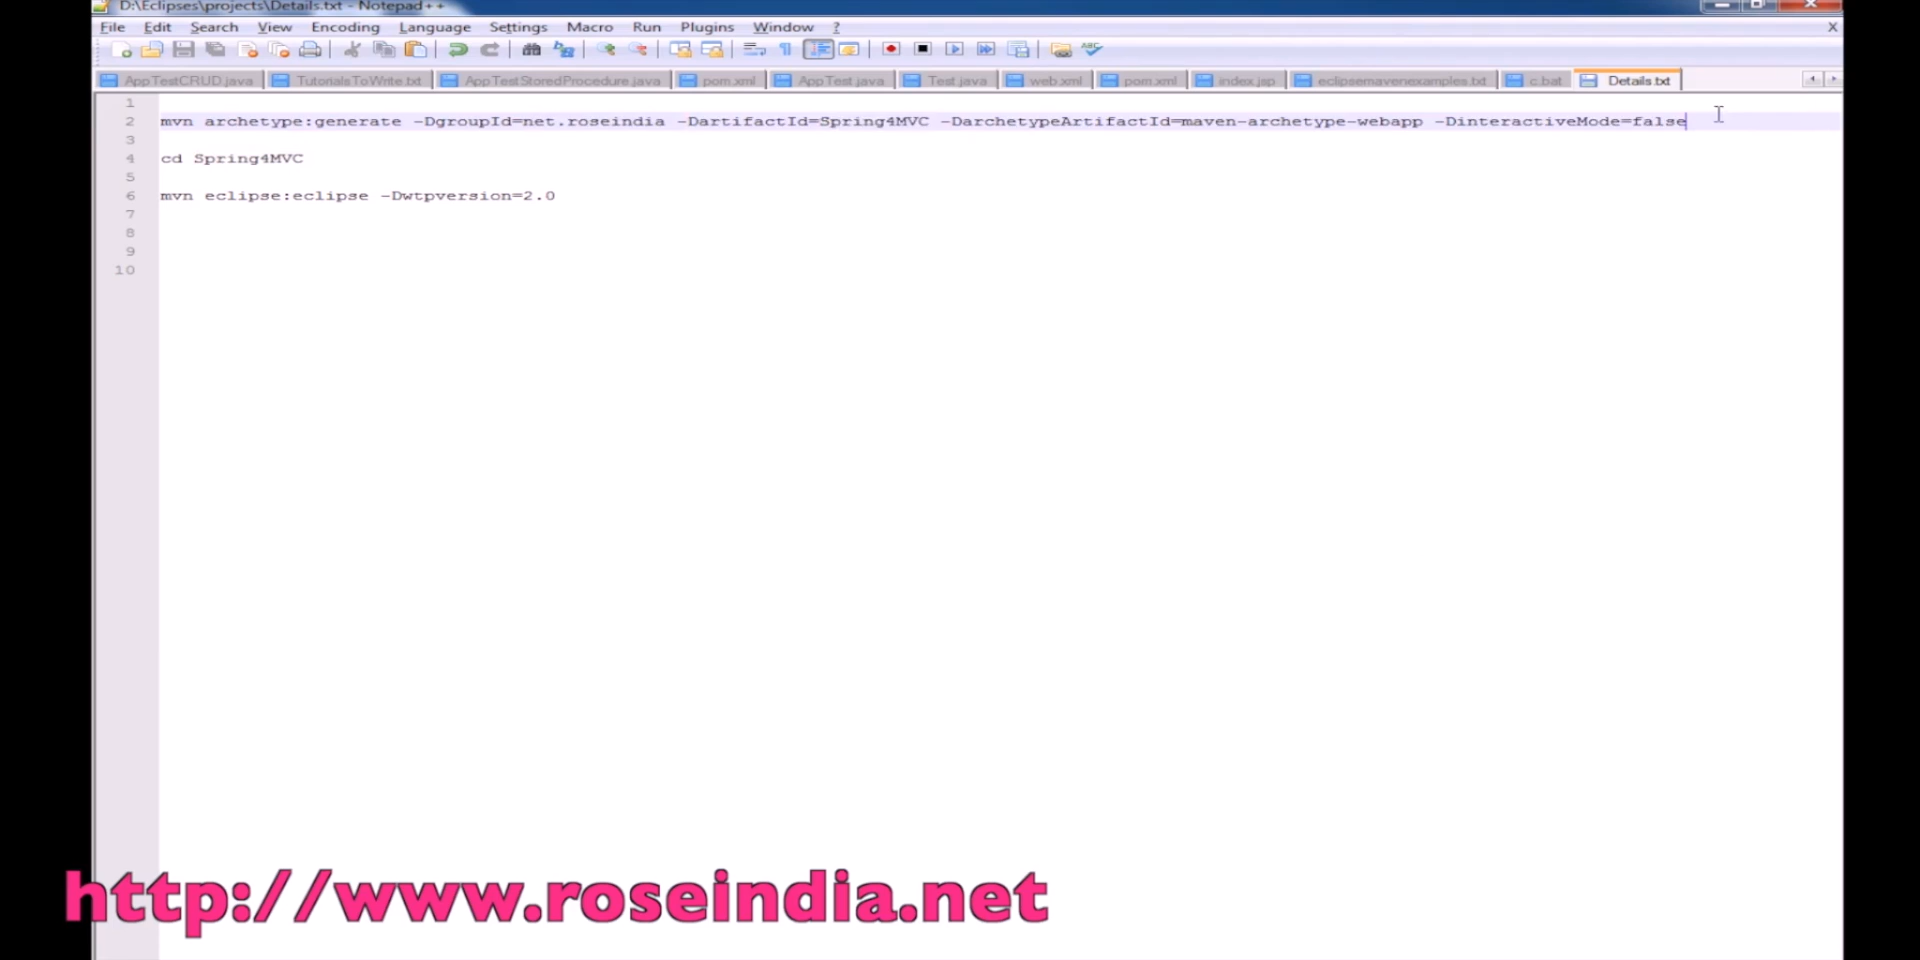 D:\Eclipses\projects\Details.txt - Notepad++
File Edit Search View Encoding Language Settings Macro Run Plugins Window ? X
AppTestCRUD.java TutorialsToWrite.txt AppTestStoredProcedure.java pom.xml AppTest.java Test.java web.xml pom.xml index.jsp eclipsemavenexamples.txt c.bat Details.txt
1
2 mvn archetype:generate -DgroupId=net.roseindia -DartifactId=Spring4MVC -DarchetypeArtifactId=maven-archetype-webapp -DinteractiveMode=false
3
4 cd Spring4MVC
5
6 mvn eclipse:eclipse -Dwtpversion=2.0
7
8
9
10
http://www.roseindia.net